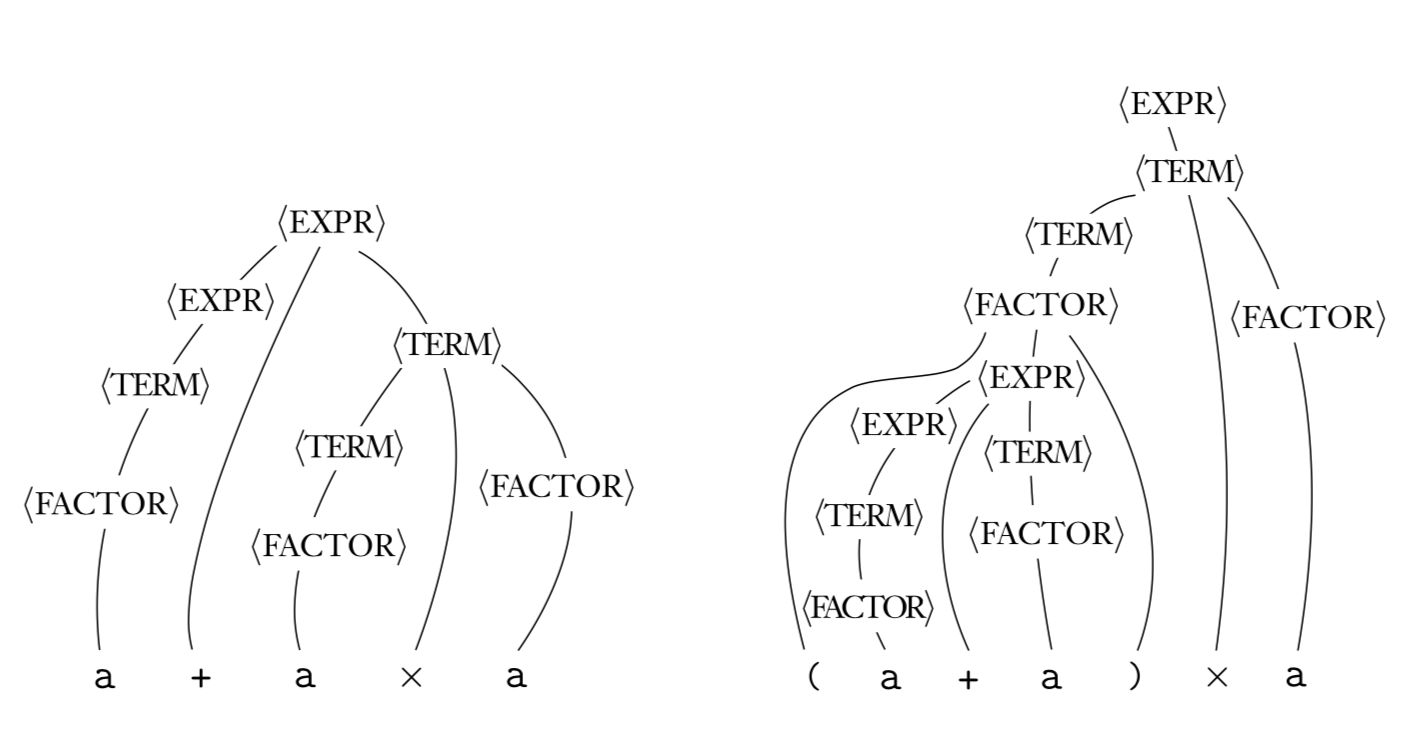 ⟨EXPR⟩
⟨EXPR⟩
⟨TERM⟩
⟨TERM⟩
⟨TERM⟩
⟨FACTOR⟩
⟨FACTOR⟩
⟨FACTOR⟩
a + a × a
⟨EXPR⟩
⟨TERM⟩
⟨TERM⟩
⟨FACTOR⟩
⟨FACTOR⟩
⟨EXPR⟩
⟨EXPR⟩
⟨TERM⟩
⟨TERM⟩
⟨FACTOR⟩
⟨FACTOR⟩
( a + a ) × a